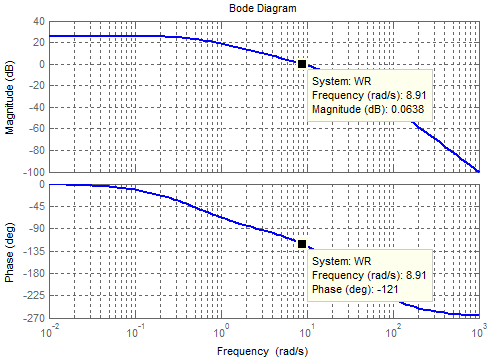 Bode Diagram
40
20
0
-20
-40
-60
-80
-100
Magnitude (dB)
System: WR
Frequency (rad/s): 8.91
Magnitude (dB): 0.0638
0
-45
-90
-135
-180
-225
-270
Phase (deg)
System: WR
Frequency (rad/s): 8.91
Phase (deg): -121
10^-2 10^-1 10^0 10^1 10^2 10^3
Frequency (rad/s)